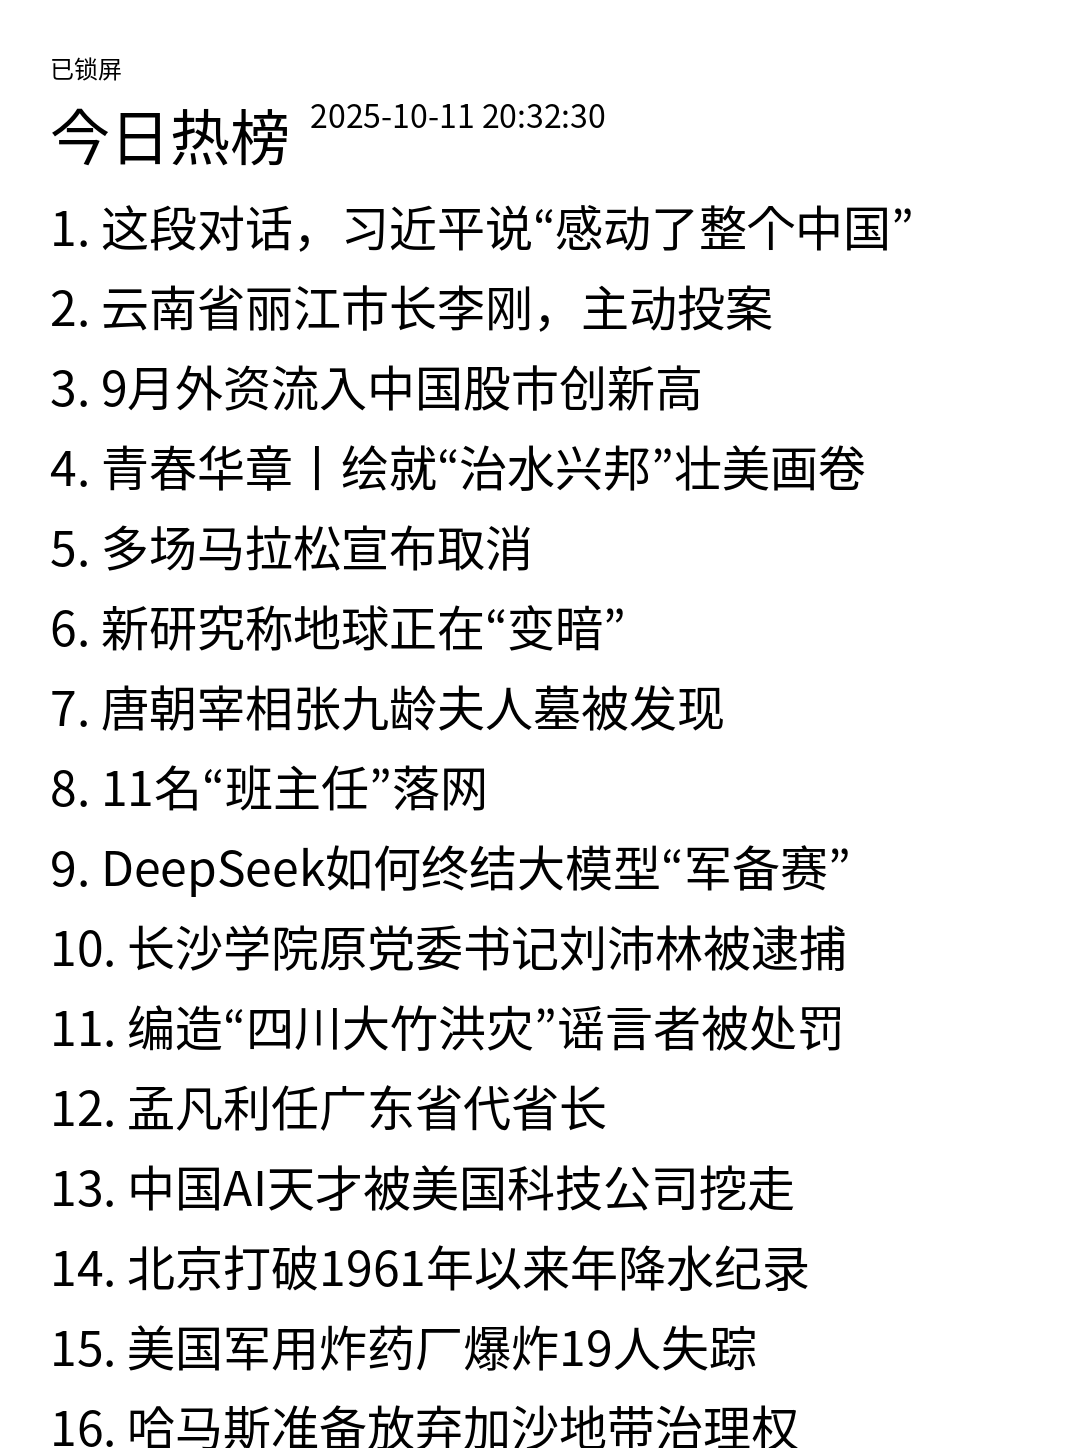 已锁屏
今日热榜 2025-10-11 20:32:30
1. 这段对话，习近平说“感动了整个中国”
2. 云南省丽江市长李刚，主动投案
3. 9月外资流入中国股市创新高
4. 青春华章丨绘就“治水兴邦”壮美画卷
5. 多场马拉松宣布取消
6. 新研究称地球正在“变暗”
7. 唐朝宰相张九龄夫人墓被发现
8. 11名“班主任”落网
9. DeepSeek如何终结大模型“军备赛”
10. 长沙学院原党委书记刘沛林被逮捕
11. 编造“四川大竹洪灾”谣言者被处罚
12. 孟凡利任广东省代省长
13. 中国AI天才被美国科技公司挖走
14. 北京打破1961年以来年降水纪录
15. 美国军用炸药厂爆炸19人失踪
16. 哈马斯准备放弃加沙地带治理权